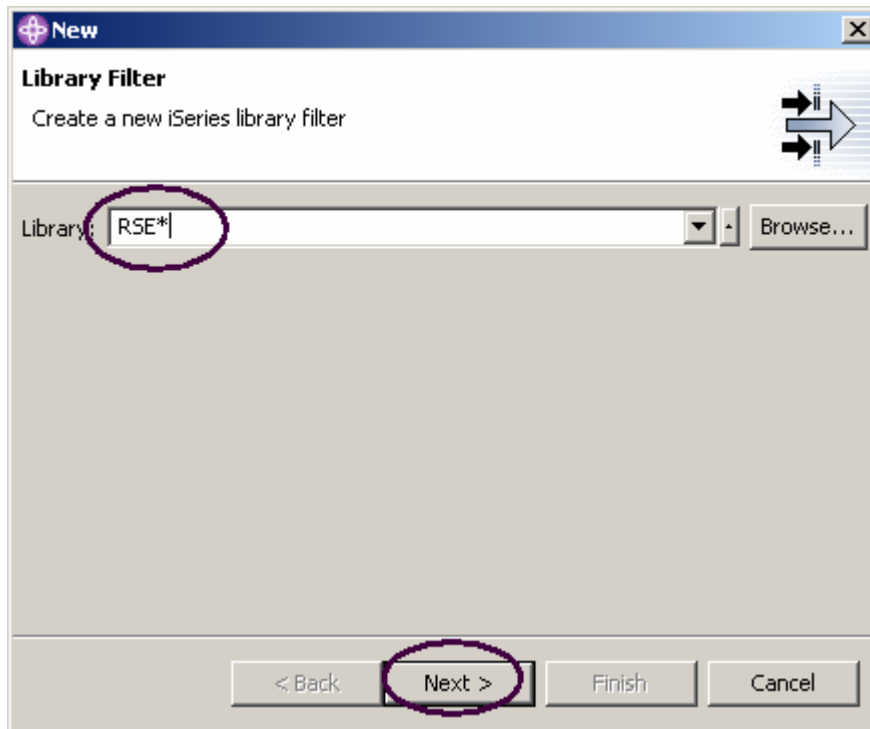 New
Library Filter
Create a new iSeries library filter
Library: RSE* Browse...
< Back Next > Finish Cancel